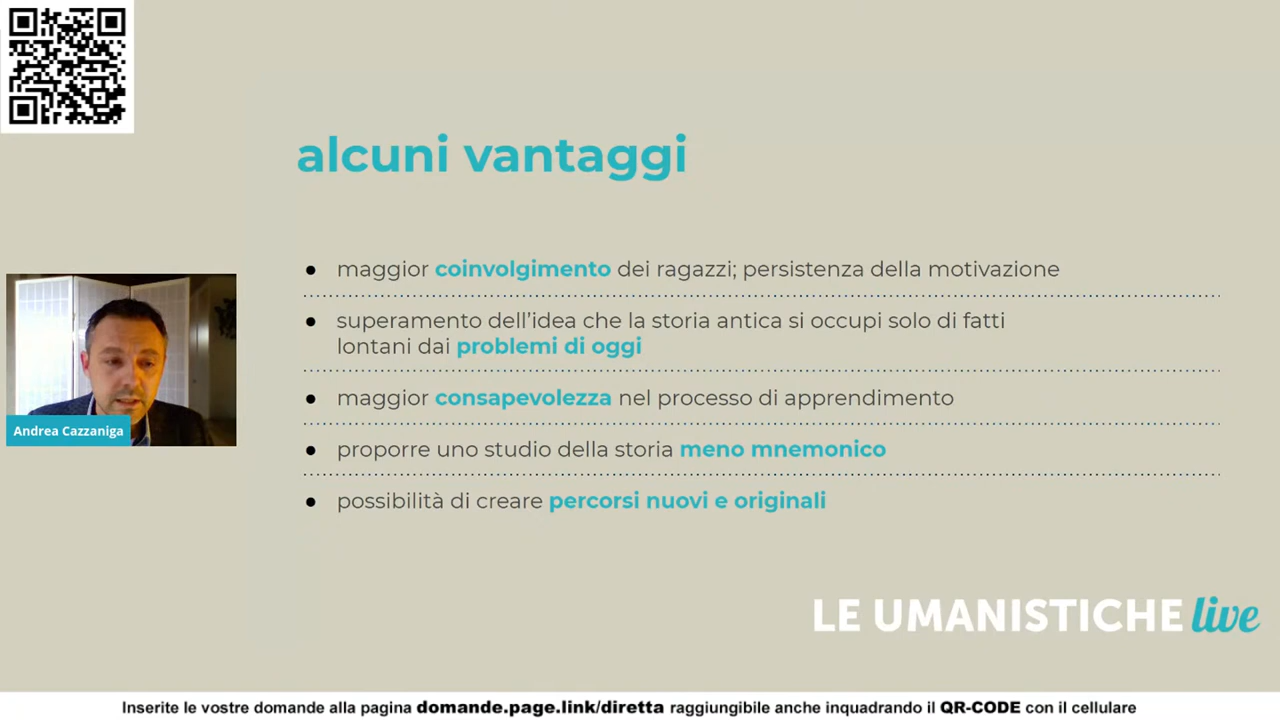 alcuni vantaggi
● maggior coinvolgimento dei ragazzi; persistenza della motivazione
● superamento dell’idea che la storia antica si occupi solo di fatti
lontani dai problemi di oggi
● maggior consapevolezza nel processo di apprendimento
● proporre uno studio della storia meno mnemonico
● possibilità di creare percorsi nuovi e originali
Andrea Cazzaniga
LE UMANISTICHE live
Inserite le vostre domande alla pagina domande.page.link/diretta raggiungibile anche inquadrando il QR-CODE con il cellulare